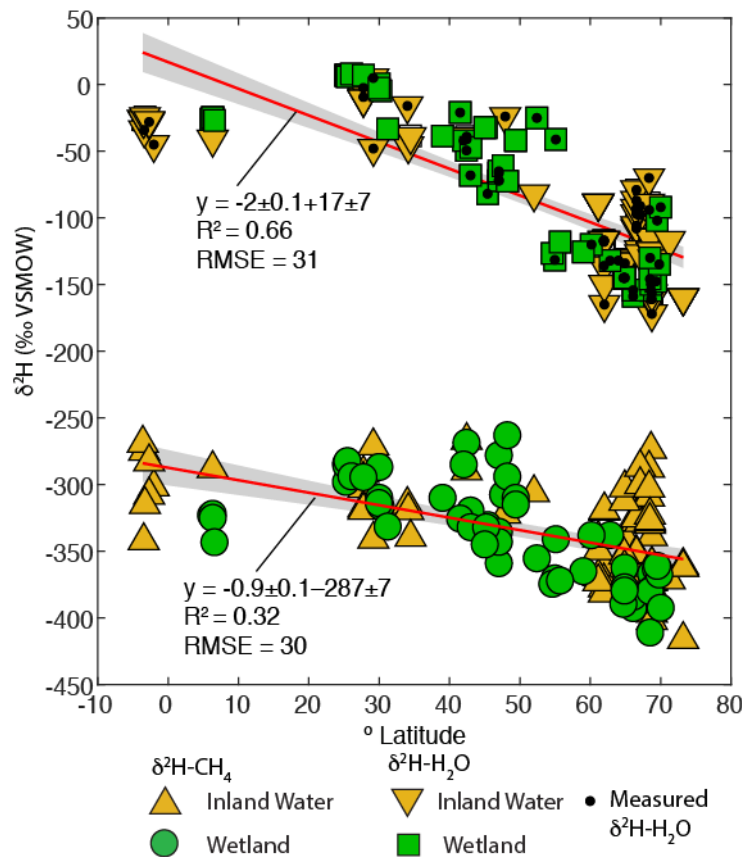 50
0
-50
-100
-150
-200
-250
-300
-350
-400
-450
δ²H (‰ VSMOW)
y = -2±0.1+17±7
R² = 0.66
RMSE = 31
y = -0.9±0.1–287±7
R² = 0.32
RMSE = 30
-10 0 10 20 30 40 50 60 70 80
º Latitude
δ²H-CH₄ δ²H-H₂O
Inland Water Inland Water Measured
Wetland Wetland δ²H-H₂O